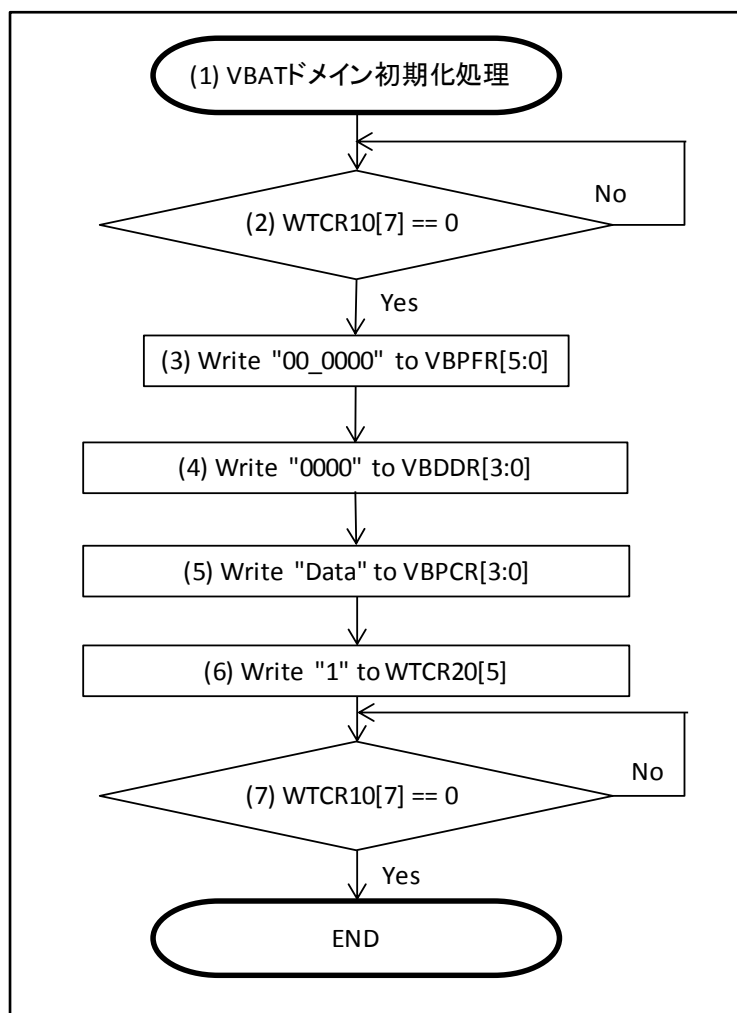 (1) VBATドメイン初期化処理
No
(2) WTCR10[7] == 0
Yes
(3) Write "00_0000" to VBPFR[5:0]
(4) Write "0000" to VBDDR[3:0]
(5) Write "Data" to VBPCR[3:0]
(6) Write "1" to WTCR20[5]
No
(7) WTCR10[7] == 0
Yes
END